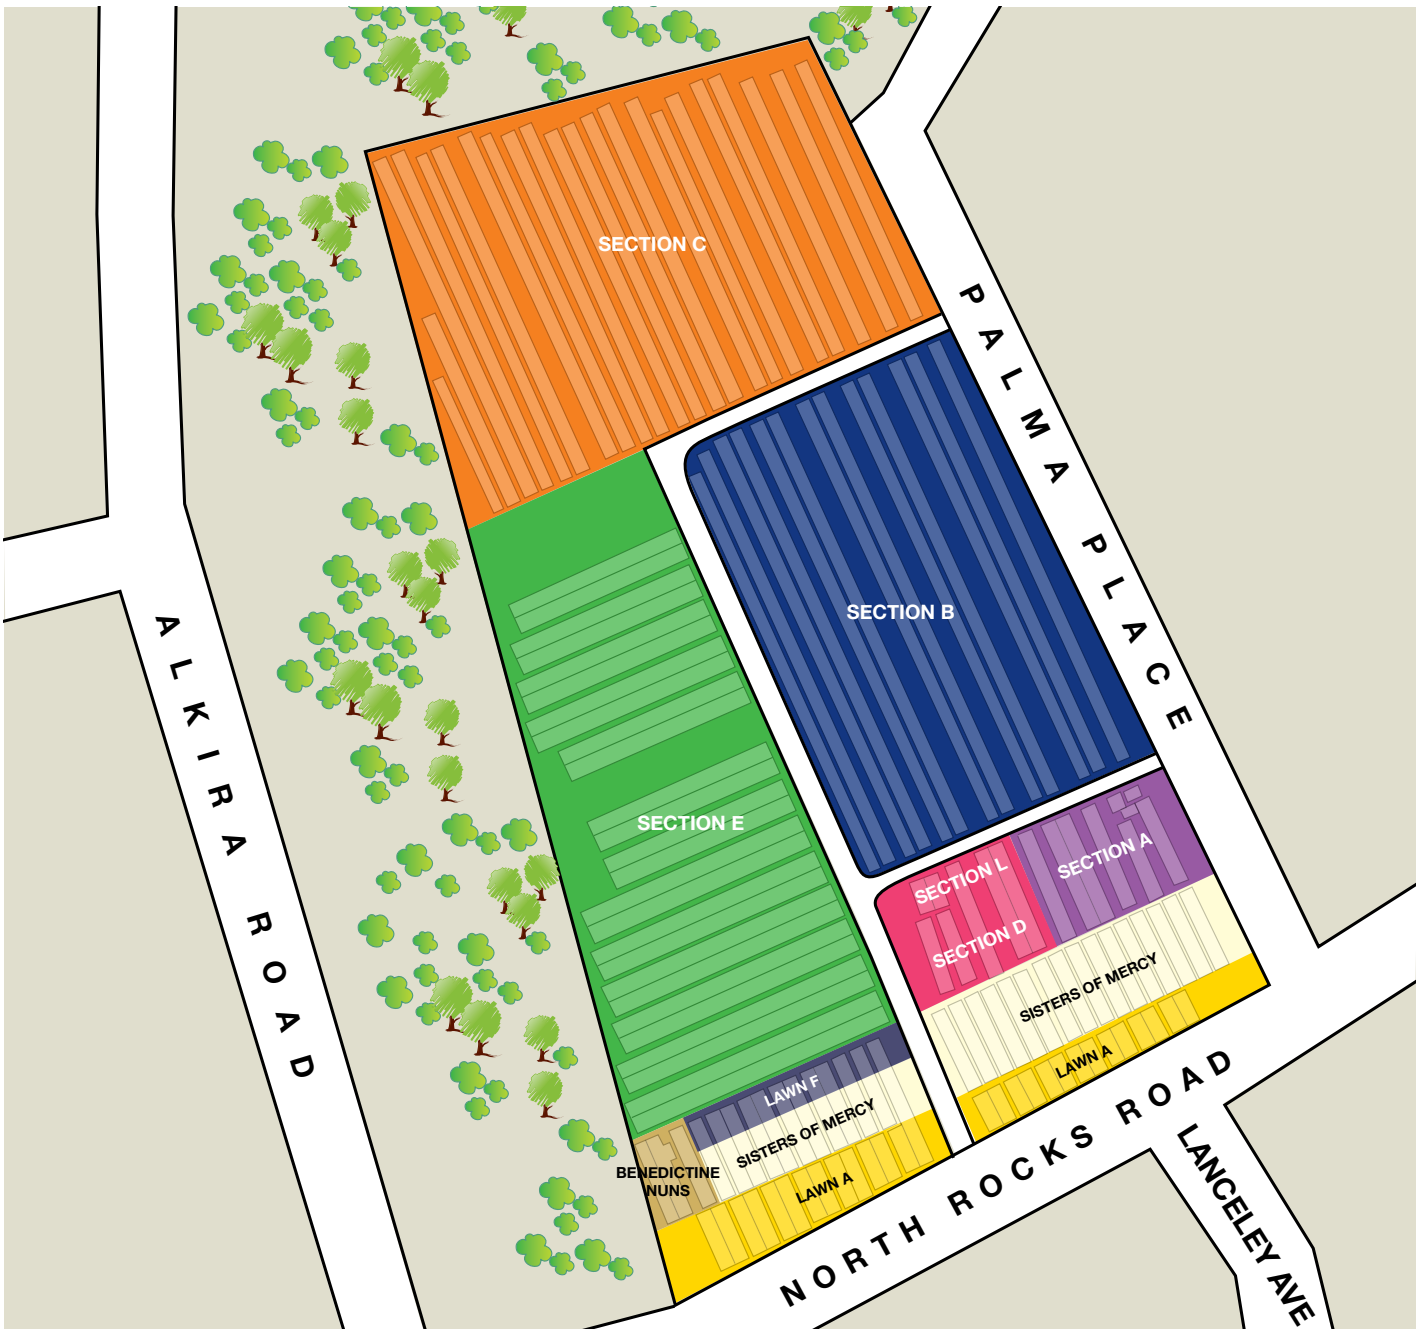 SECTION C
PALMA PLACE
SECTION B
ALKIRA ROAD
SECTION E
SECTION L
SECTION A
SECTION D
SISTERS OF MERCY
LAWN A
LAWN F
SISTERS OF MERCY
BENEDICTINE
NUNS
LAWN A
NORTH ROCKS ROAD
LANCELEY AVE